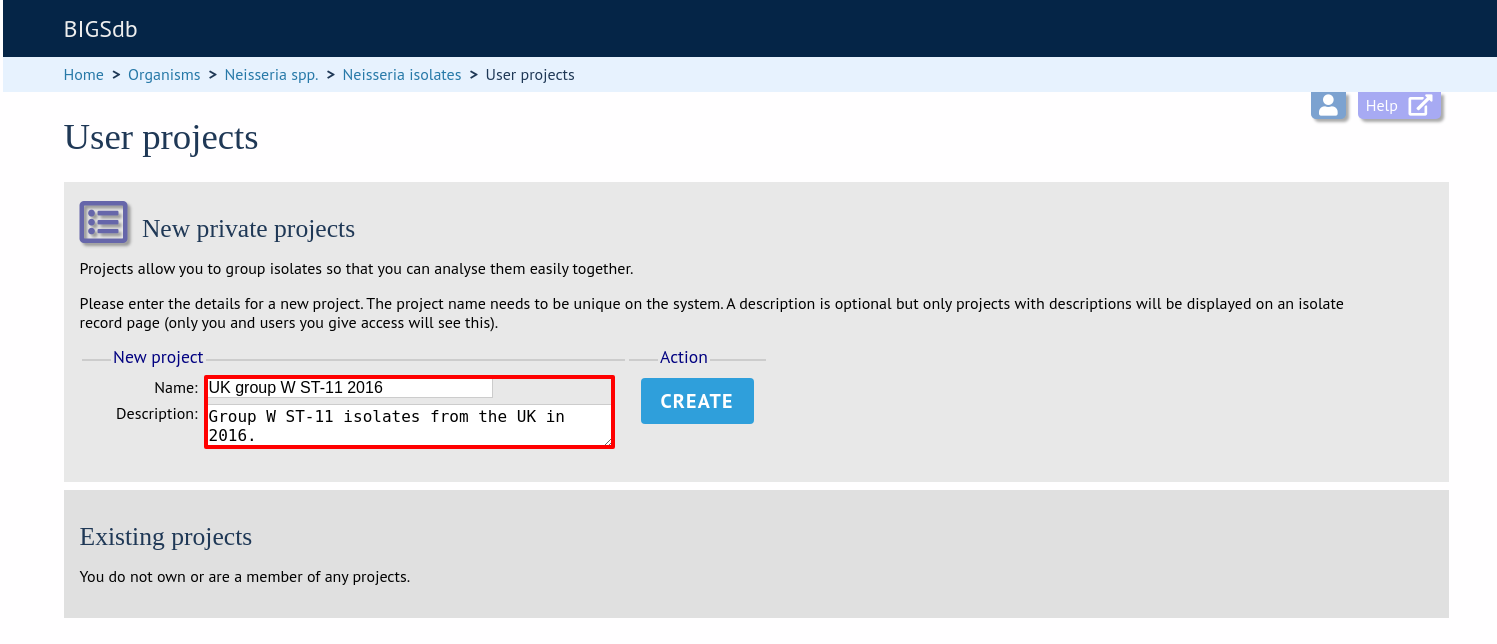 BIGSdb
Home > Organisms > Neisseria spp. > Neisseria isolates > User projects
Help
User projects
New private projects
Projects allow you to group isolates so that you can analyse them easily together.
Please enter the details for a new project. The project name needs to be unique on the system. A description is optional but only projects with descriptions will be displayed on an isolate
record page (only you and users you give access will see this).
New project
Name: UK group W ST-11 2016
Description: Group W ST-11 isolates from the UK in
2016.
Action
CREATE
Existing projects
You do not own or are a member of any projects.